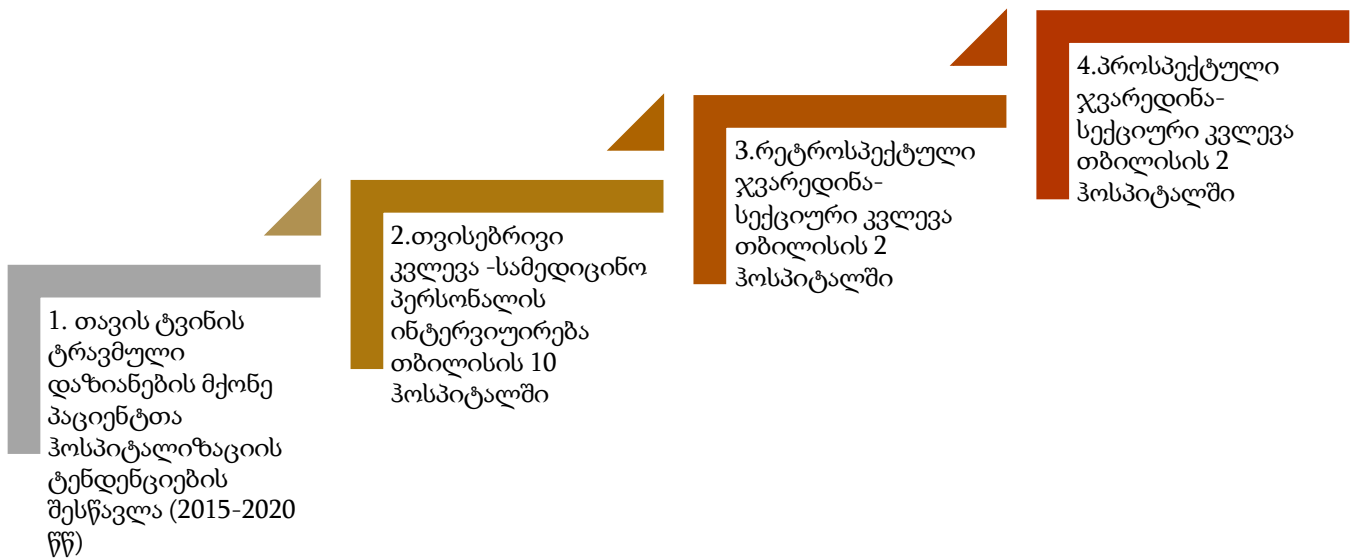 1. თავის ტვინის
ტრავმული
დაზიანების მქონე
პაციენტთა
ჰოსპიტალიზაციის
ტენდენციების
შესწავლა (2015-2020
წწ)
2.თვისებრივი
კვლევა -სამედიცინო
პერსონალის
ინტერვიუირება
თბილისის 10
ჰოსპიტალში
3.რეტროსპექტული
ჯვარედინა-
სექციური კვლევა
თბილისის 2
ჰოსპიტალში
4.პროსპექტული
ჯვარედინა-
სექციური კვლევა
თბილისის 2
ჰოსპიტალში